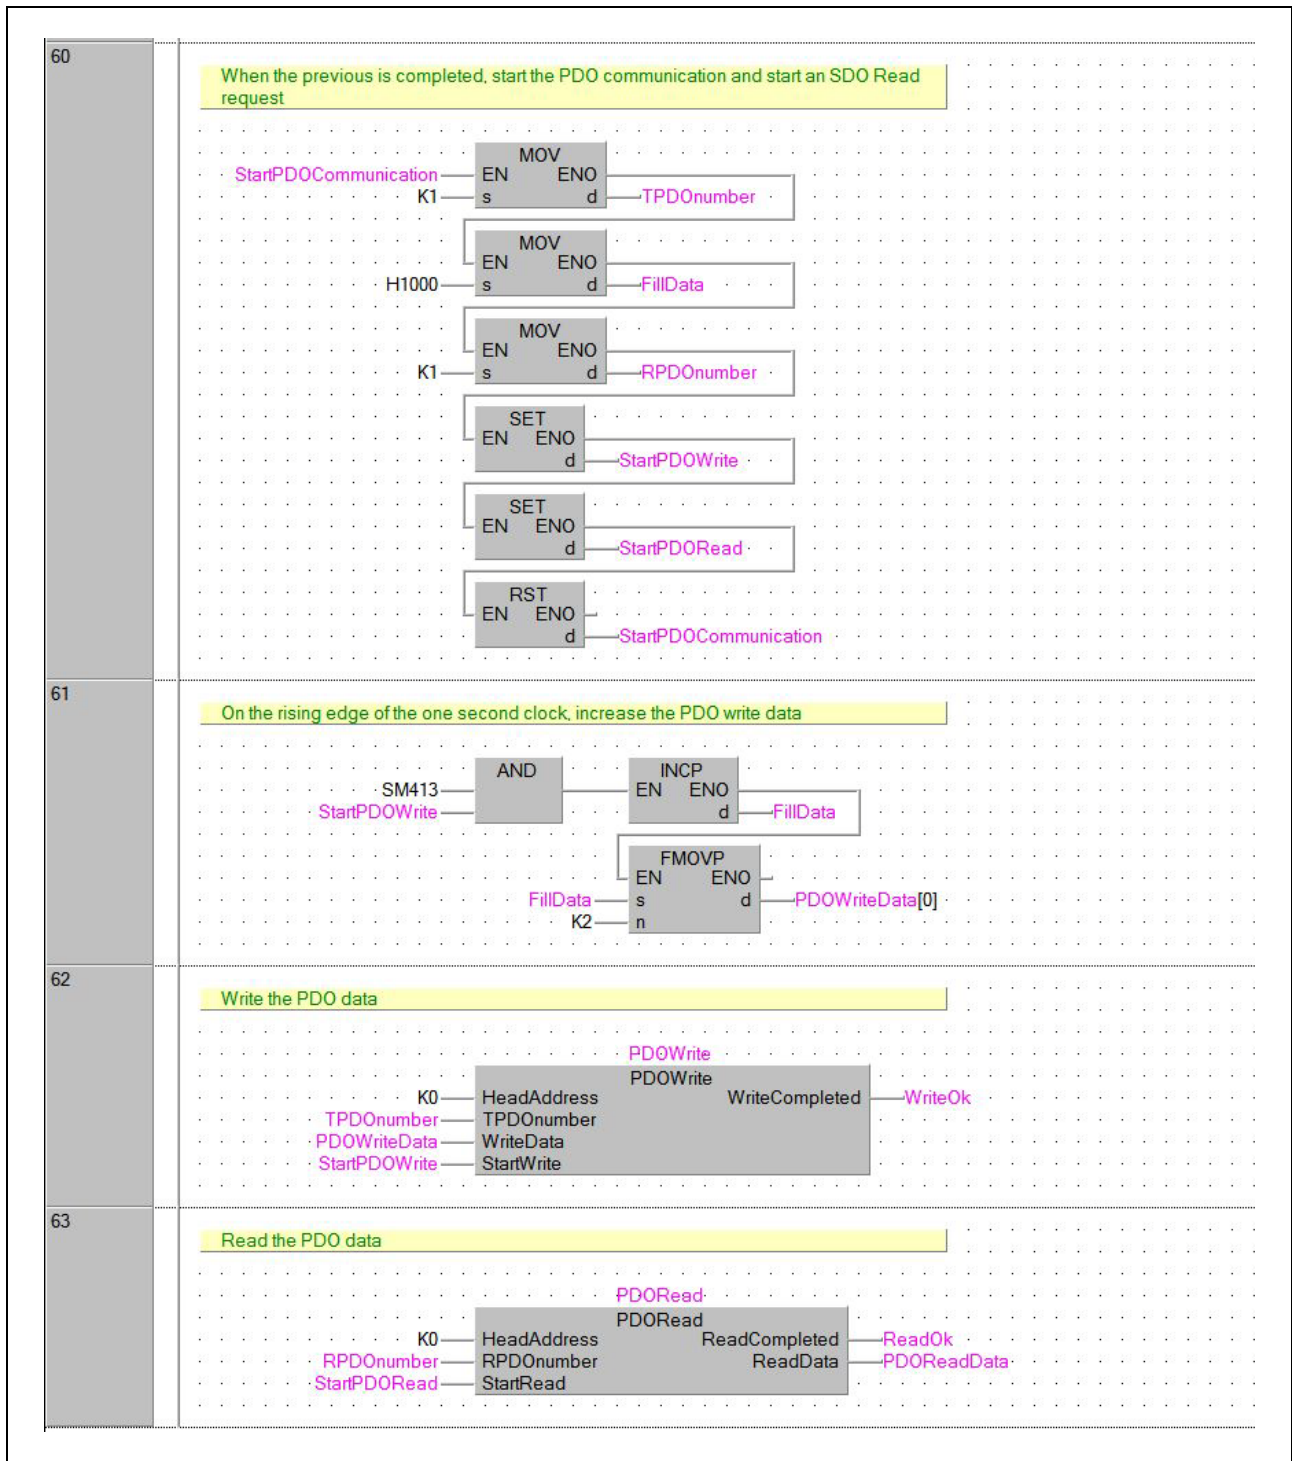 60
When the previous is completed, start the PDO communication and start an SDO Read
request
MOV
StartPDOCommunication EN ENO
K1 s d TPDOnumber
MOV
EN ENO
H1000 s d FillData
MOV
EN ENO
K1 s d RPDOnumber
SET
EN ENO
d StartPDOWrite
SET
EN ENO
d StartPDORead
RST
EN ENO
d StartPDOCommunication
61
On the rising edge of the one second clock, increase the PDO write data
AND INCP
SM413 EN ENO
StartPDOWrite d FillData
FMOVP
EN ENO
FillData s d PDOWriteData[0]
K2 n
62
Write the PDO data
PDOWrite
PDOWrite
K0 HeadAddress WriteCompleted WriteOk
TPDOnumber TPDOnumber
PDOWriteData WriteData
StartPDOWrite StartWrite
63
Read the PDO data
PDORead
PDORead
K0 HeadAddress ReadCompleted ReadOk
RPDOnumber RPDOnumber ReadData PDOReadData
StartPDORead StartRead